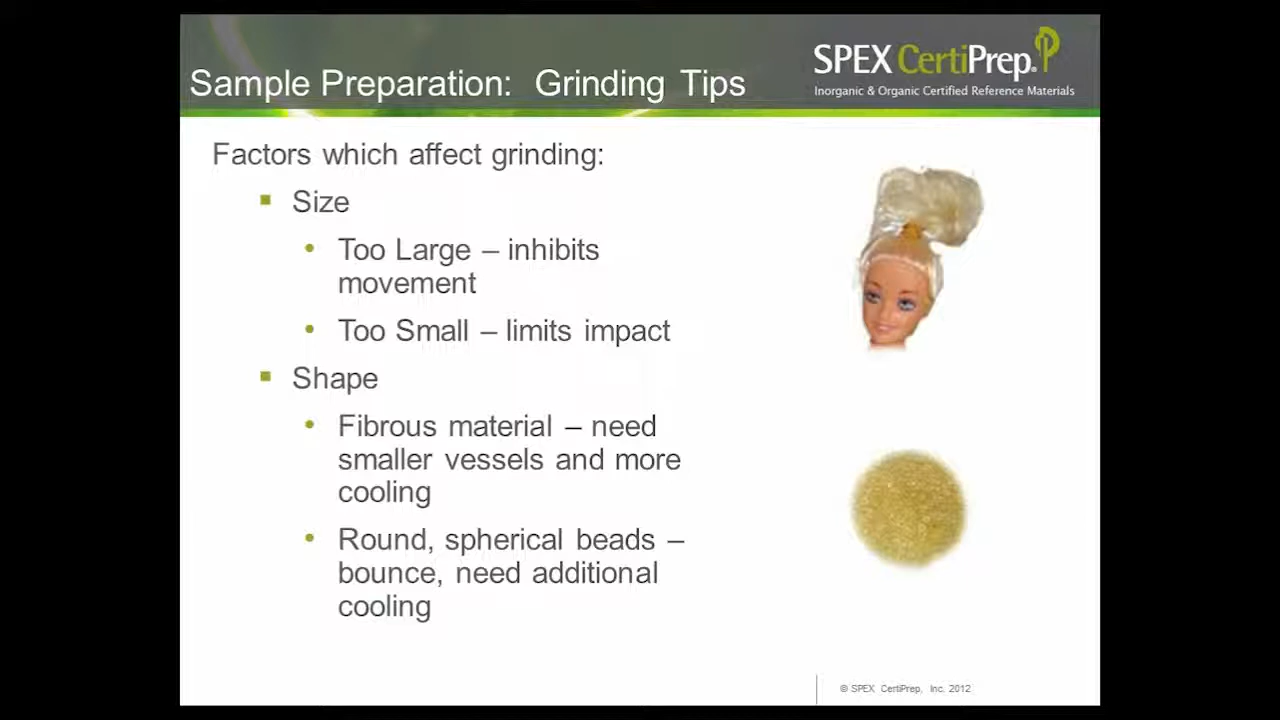 SPEX CertiPrep.
Sample Preparation: Grinding Tips
Inorganic & Organic Certified Reference Materials
Factors which affect grinding:
Size
Too Large – inhibits
movement
Too Small – limits impact
Shape
Fibrous material – need
smaller vessels and more
cooling
Round, spherical beads –
bounce, need additional
cooling
© SPEX CertiPrep, Inc. 2012